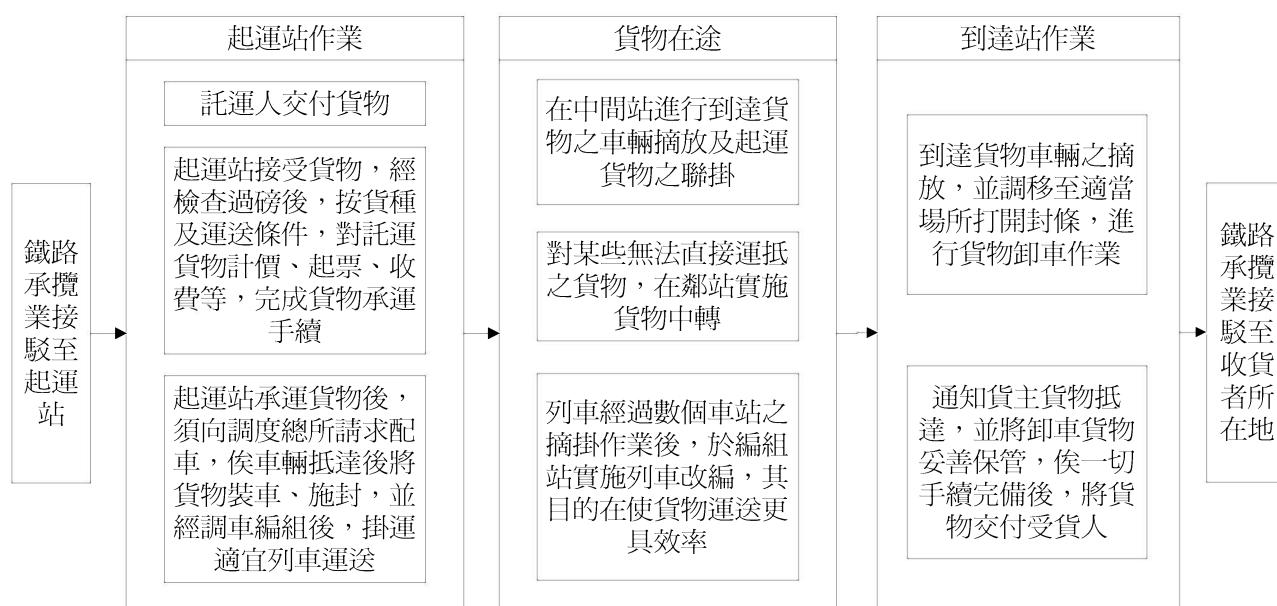 鐵路
承攬
業接
駁至
起運
站
起運站作業
託運人交付貨物
起運站接受貨物，經
檢查過磅後，按貨種
及運送條件，對託運
貨物計價、起票、收
費等，完成貨物承運
手續
起運站承運貨物後，
須向調度總所請求配
車，俟車輛抵達後將
貨物裝車、施封，並
經調車編組後，掛運
適宜列車運送
貨物在途
在中間站進行到達貨
物之車輛摘放及起運
貨物之聯掛
對某些無法直接運抵
之貨物，在鄰站實施
貨物中轉
列車經過數個車站之
摘掛作業後，於編組
站實施列車改編，其
目的在使貨物運送更
具效率
到達站作業
到達貨物車輛之摘
放，並調移至適當
場所打開封條，進
行貨物卸車作業
通知貨主貨物抵
達，並將卸車貨物
妥善保管，俟一切
手續完備後，將貨
物交付受貨人
鐵路
承攬
業接
駁至
收貨
者所
在地